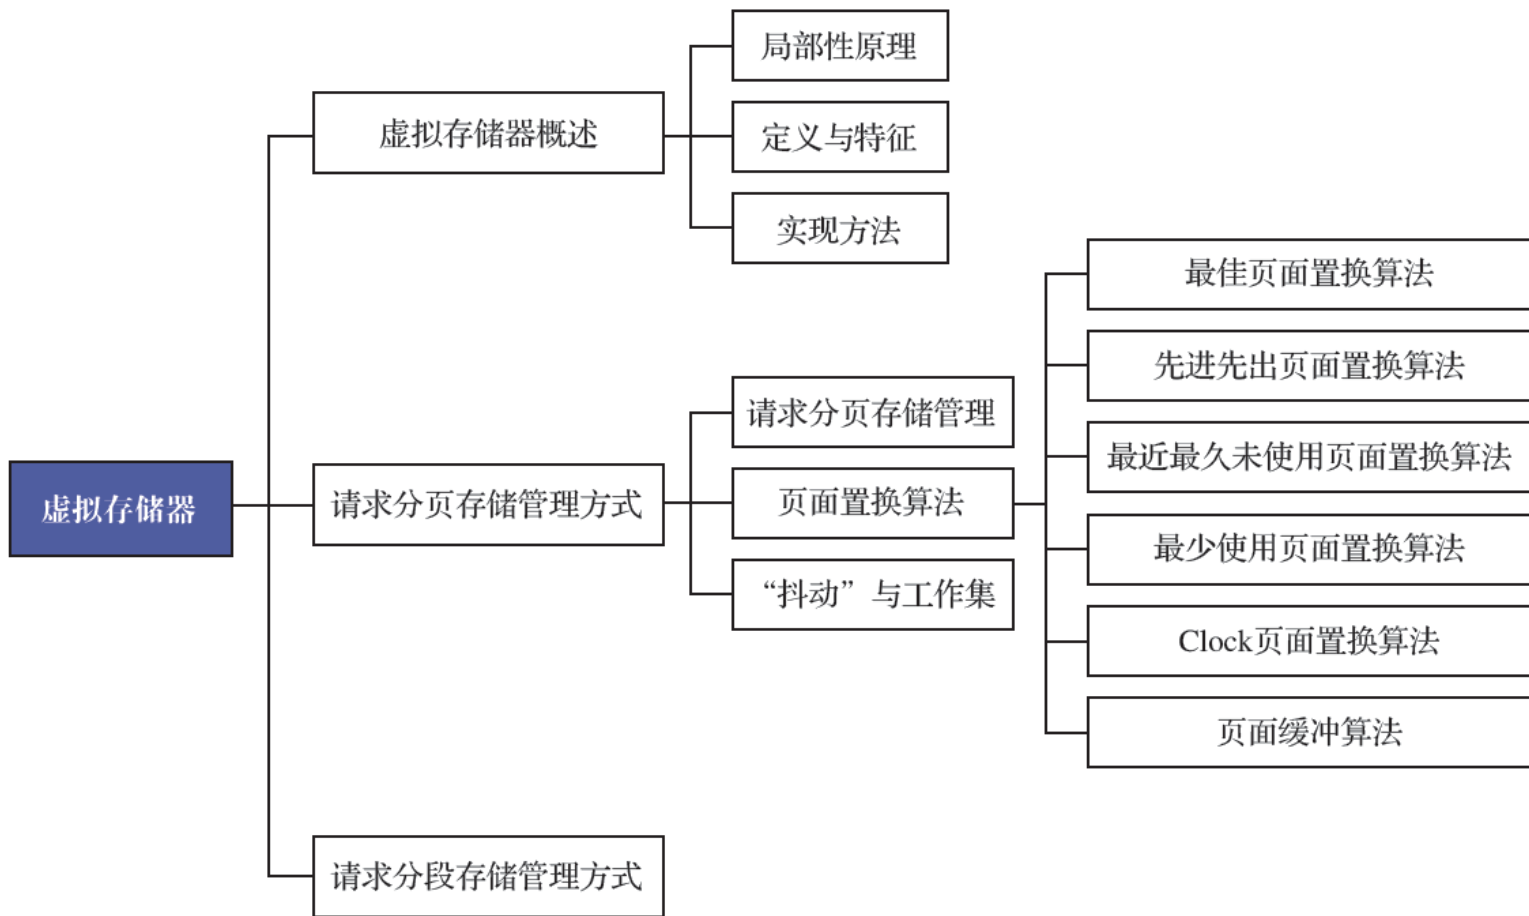 虚拟存储器
虚拟存储器概述
局部性原理
定义与特征
实现方法
请求分页存储管理方式
请求分页存储管理
页面置换算法
最佳页面置换算法
先进先出页面置换算法
最近最久未使用页面置换算法
最少使用页面置换算法
Clock页面置换算法
页面缓冲算法
“抖动”与工作集
请求分段存储管理方式